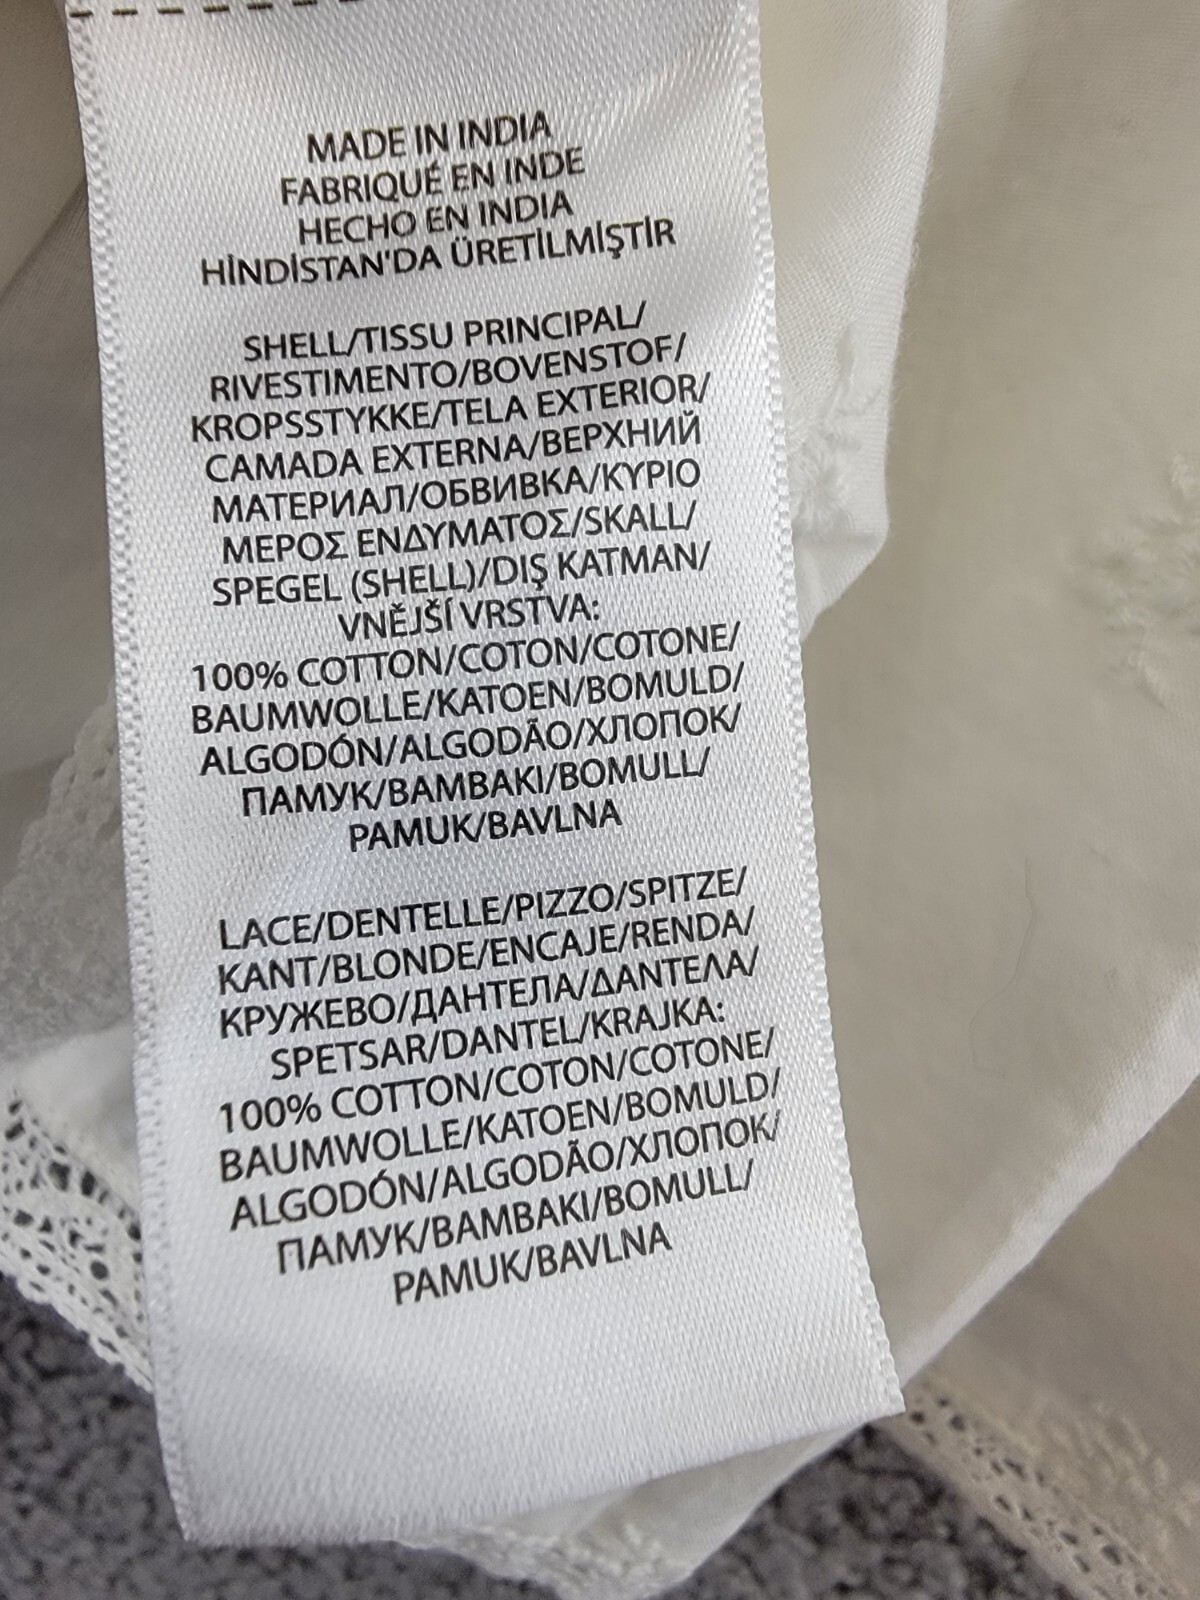 MADE IN INDIA
FABRIQUÉ EN INDE
HECHO EN INDIA
HİNDİSTAN'DA ÜRETİLMİŞTİR
SHELL/TISSU PRINCIPAL/
RIVESTIMENTO/BOVENSTOF/
KROPSSTYKKE/TELA EXTERIOR/
CAMADA EXTERNA/ВЕРХНИЙ
МАТЕРИАЛ/ОБВИВКА/ΚΥΡΙΟ
ΜΕΡΟΣ ΕΝΔΥΜΑΤΟΣ/SKALL/
SPEGEL (SHELL)/DIŞ KATMAN/
VNĚJŠÍ VRSTVA:
100% COTTON/COTON/COTONE/
BAUMWOLLE/KATOEN/BOMULD/
ALGODÓN/ALGODÃO/ХЛОПОК/
ПАМУК/ΒΑΜΒΑΚΙ/BOMULL/
PAMUK/BAVLNA
LACE/DENTELLE/PIZZO/SPITZE/
KANT/BLONDE/ENCAJE/RENDA/
КРУЖЕВО/ДАНТЕЛА/ΔΑΝΤΕΛΑ/
SPETSAR/DANTEL/KRAJKA:
100% COTTON/COTON/COTONE/
BAUMWOLLE/KATOEN/BOMULD/
ALGODÓN/ALGODÃO/ХЛОПОК/
ПАМУК/ΒΑΜΒΑΚΙ/BOMULL/
PAMUK/BAVLNA